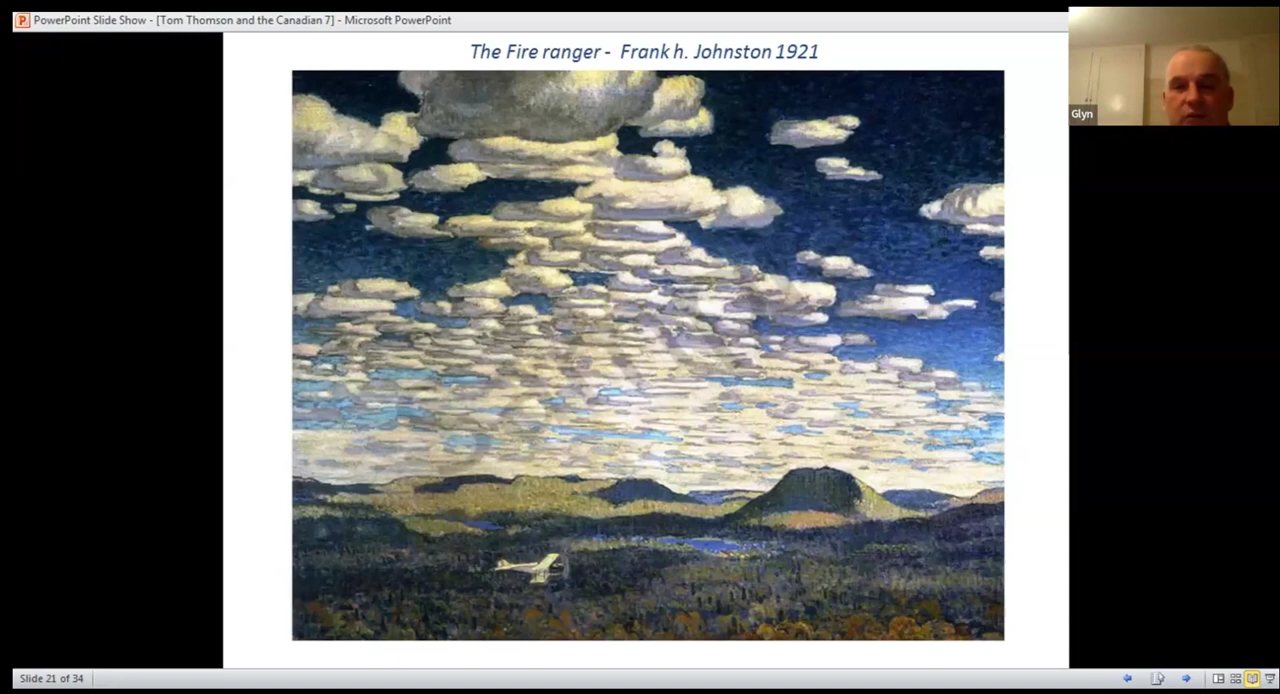 PowerPoint Slide Show - [Tom Thomson and the Canadian 7] - Microsoft PowerPoint
The Fire ranger - Frank h. Johnston 1921
Glyn
Slide 21 of 34